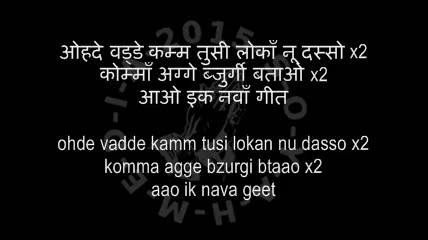 ओहदे वड्डे कम्म तुसी लोकाँ नू दस्सो x2
कोम्माँ अग्गे ब्जुर्गी बताओ x2
आओ इक नवाँ गीत
ohde vadde kamm tusi lokan nu dasso x2
komma agge bzurgi btaao x2
aao ik nava geet